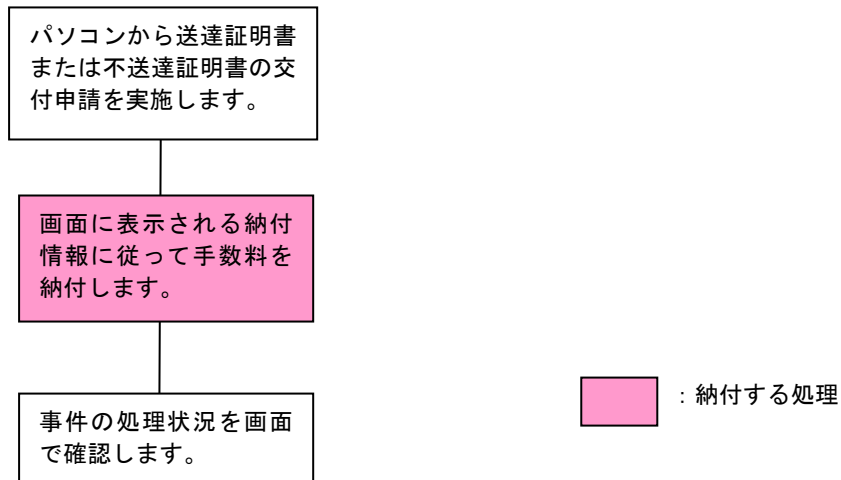 パソコンから送達証明書
または不送達証明書の交
付申請を実施します。
画面に表示される納付
情報に従って手数料を
納付します。
事件の処理状況を画面
で確認します。
：納付する処理